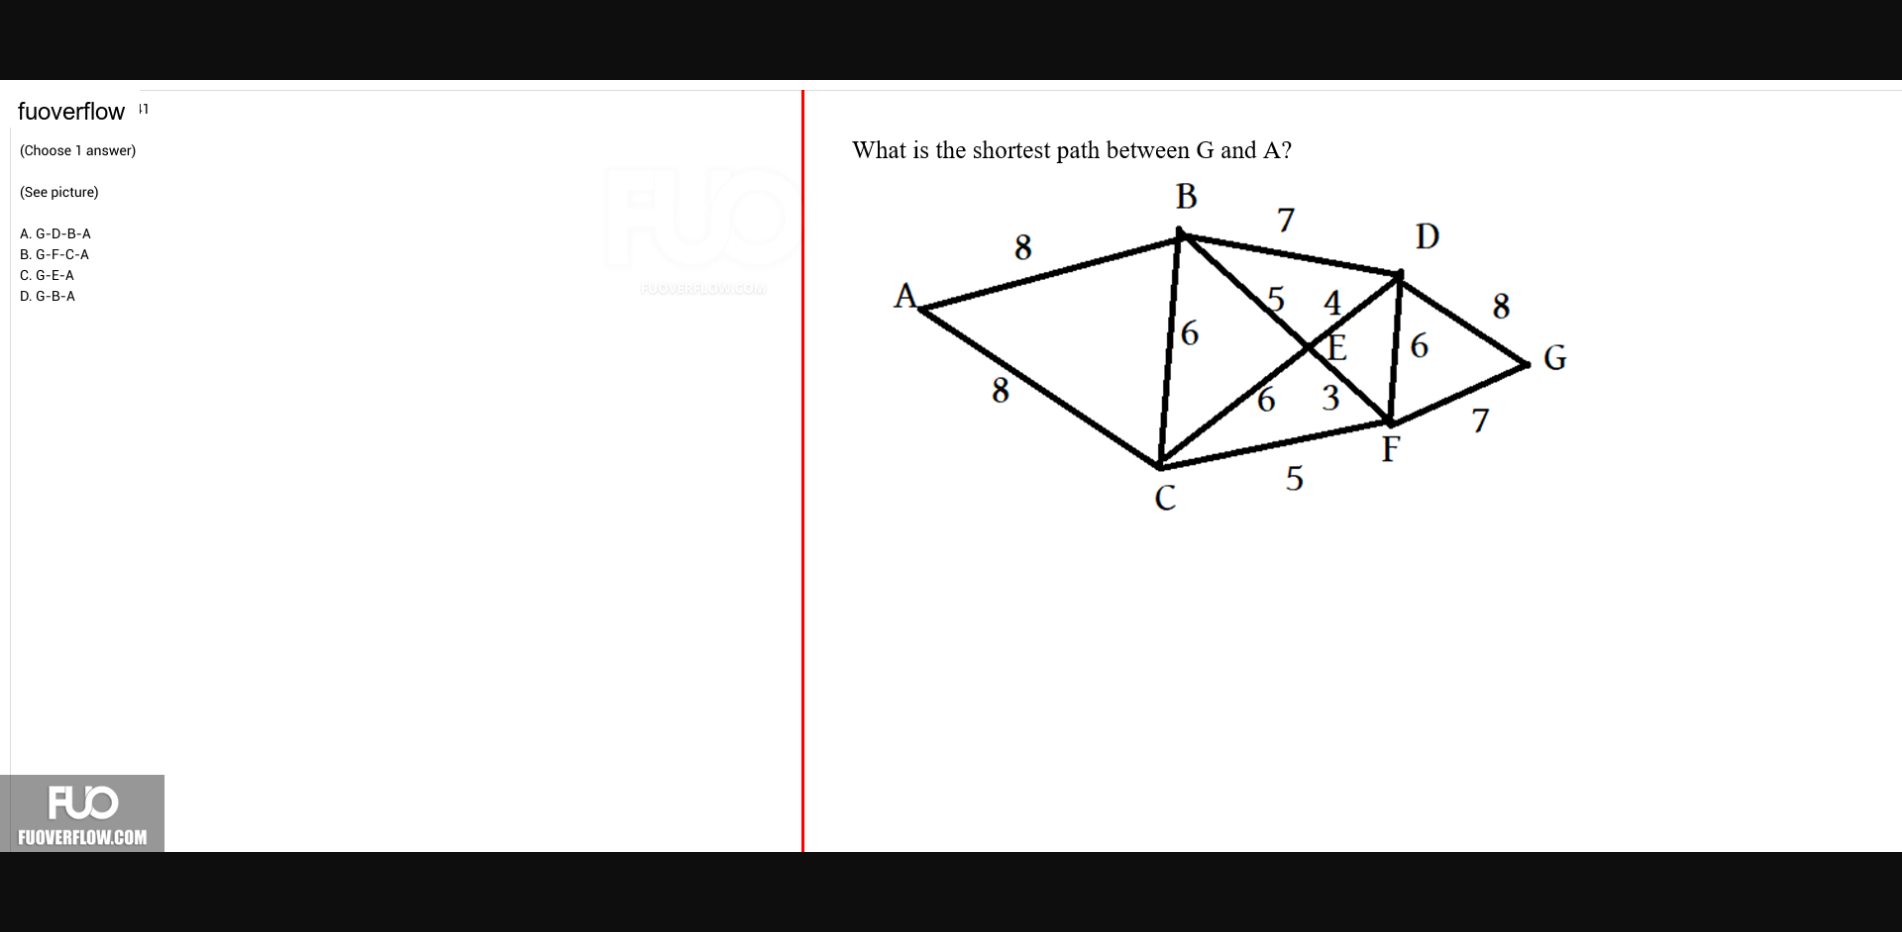 fuoverflow 41
(Choose 1 answer)
(See picture)
A. G-D-B-A
B. G-F-C-A
C. G-E-A
D. G-B-A
FUO
FUOVERFLOW.COM
What is the shortest path between G and A?
B
7
D
8
A
5
4
8
6
E
6
G
8
6
3
7
F
5
C
FUO
FUOVERFLOW.COM